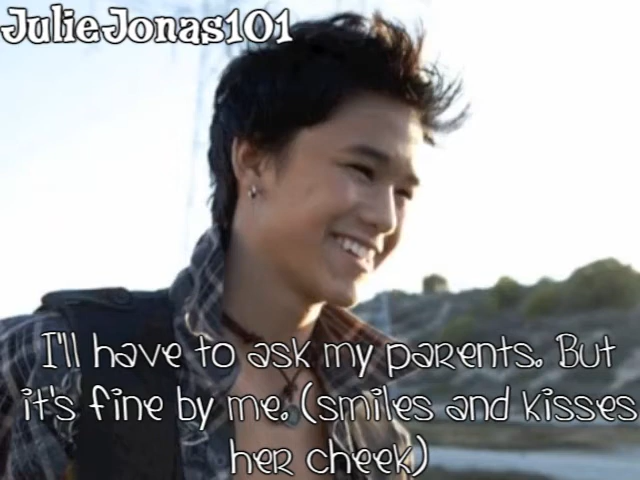 JulieJonas101
I'll have to ask my parents. But
it's fine by me. (smiles and kisses
her cheek)